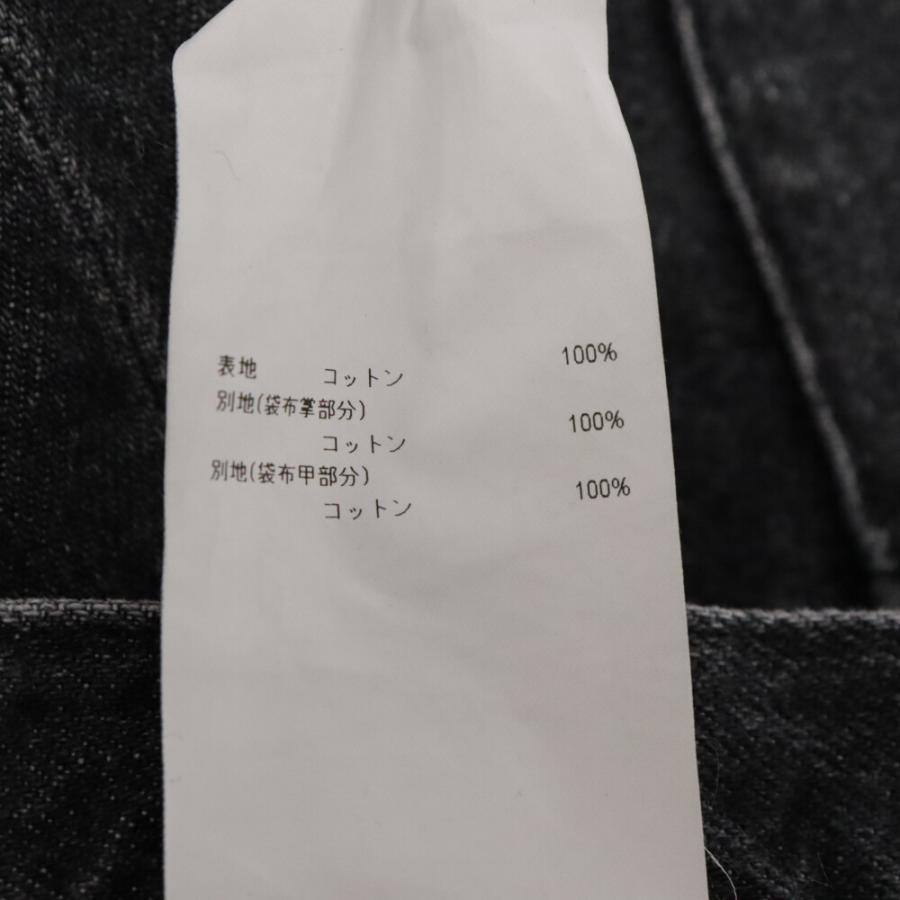 表地 コットン 100%
別地(袋布掌部分)
コットン 100%
別地(袋布甲部分)
コットン 100%